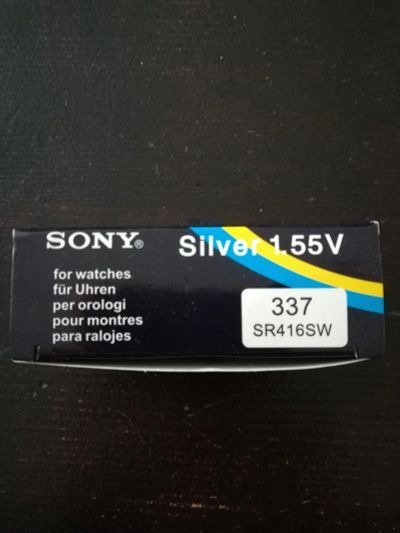 SONY®
Silver 1.55V
for watches
für Uhren
per orologi
pour montres
para ralojes
337
SR416SW